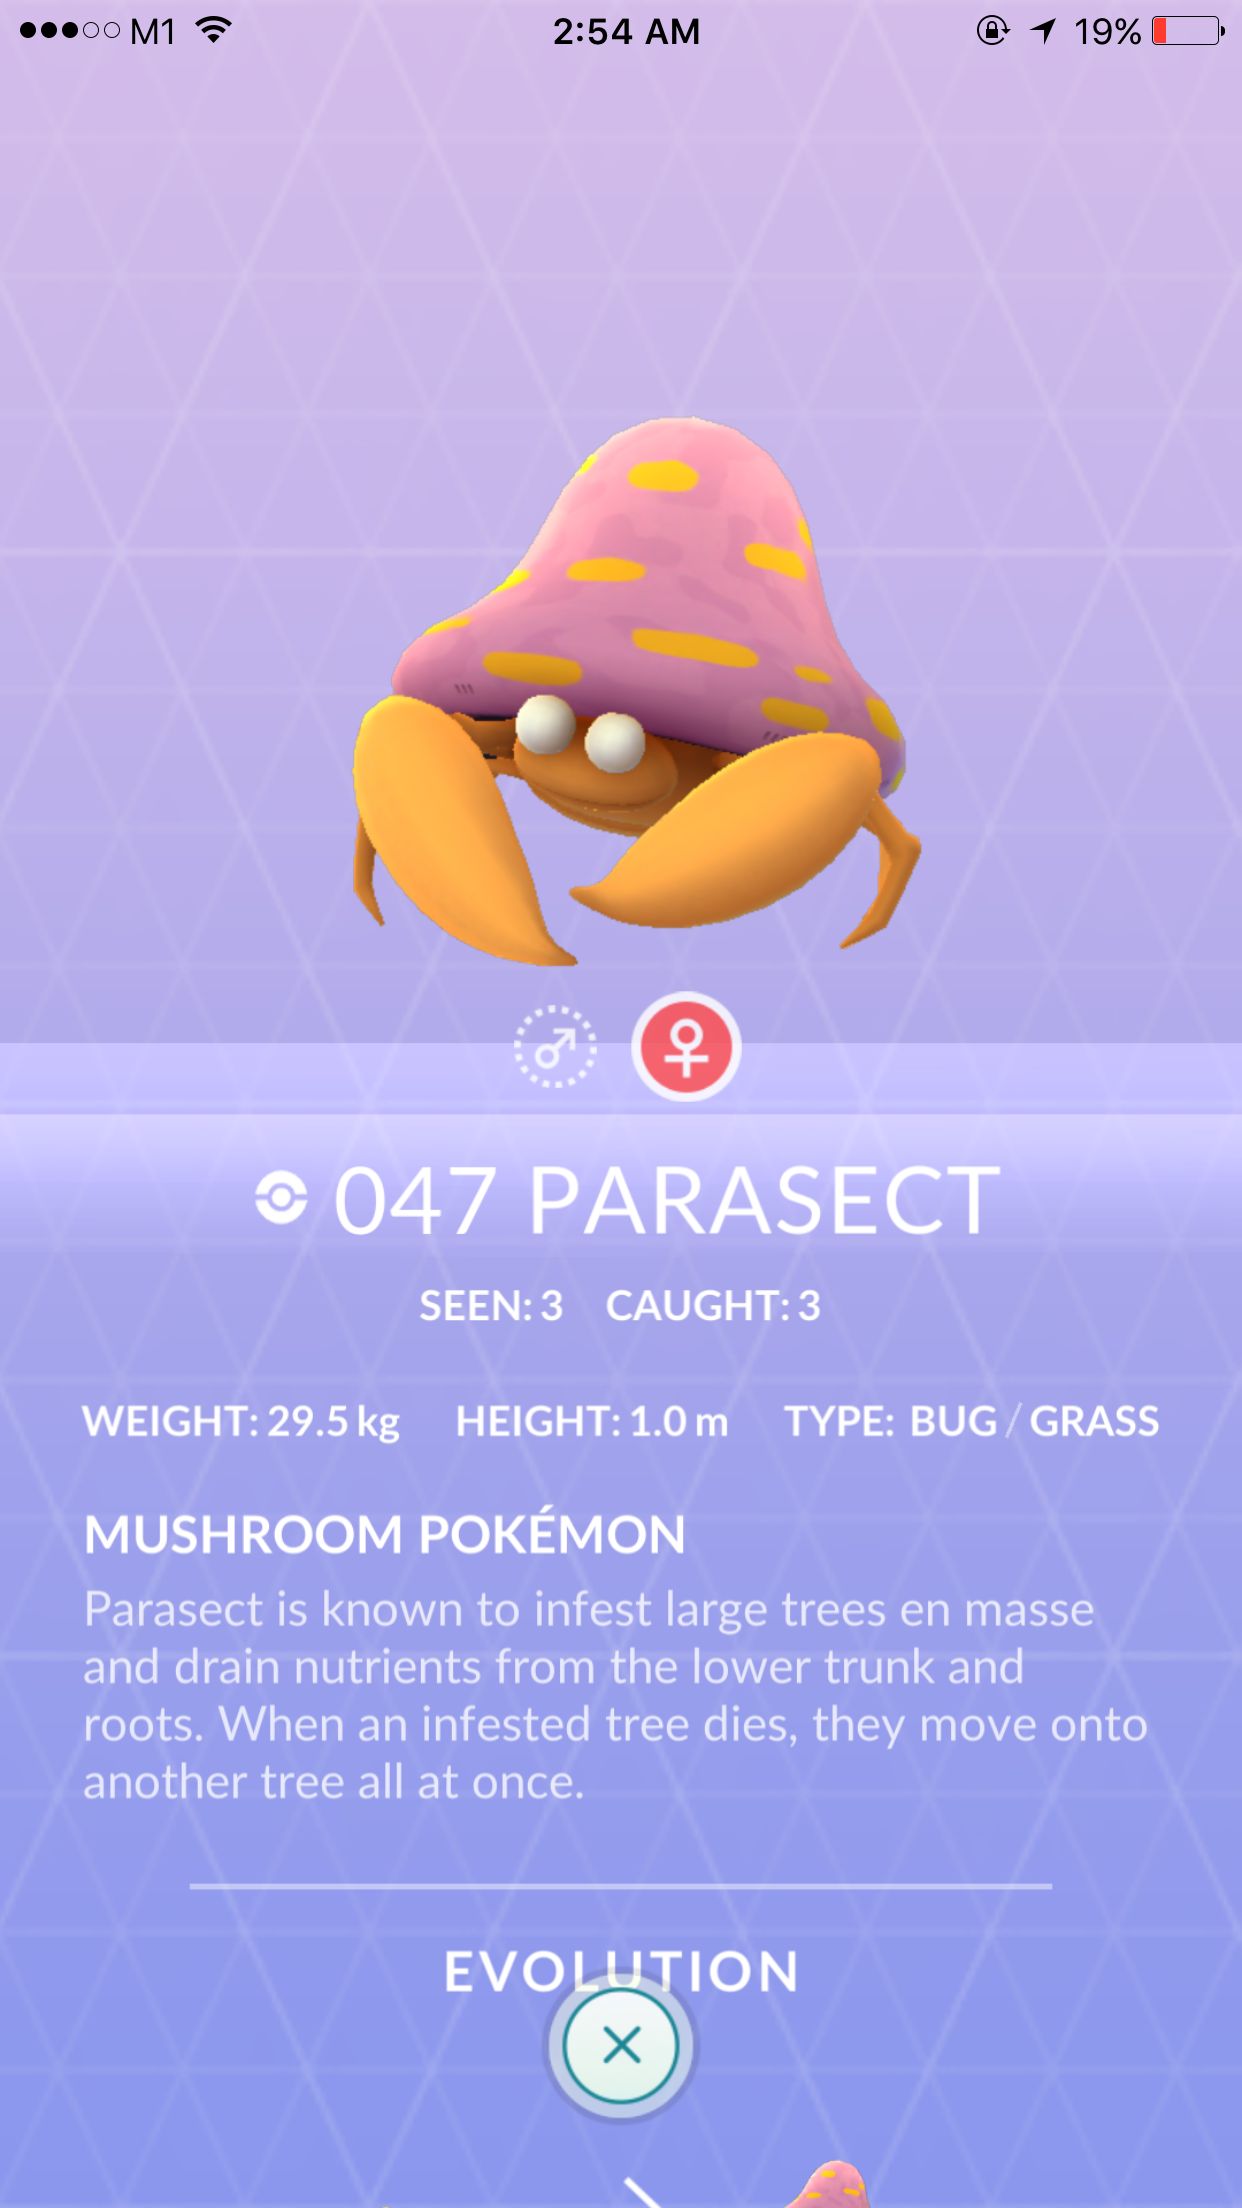 M1 2:54 AM 19%
047 PARASECT
SEEN: 3 CAUGHT: 3
WEIGHT: 29.5 kg HEIGHT: 1.0 m TYPE: BUG / GRASS
MUSHROOM POKÉMON
Parasect is known to infest large trees en masse
and drain nutrients from the lower trunk and
roots. When an infested tree dies, they move onto
another tree all at once.
EVOLUTION